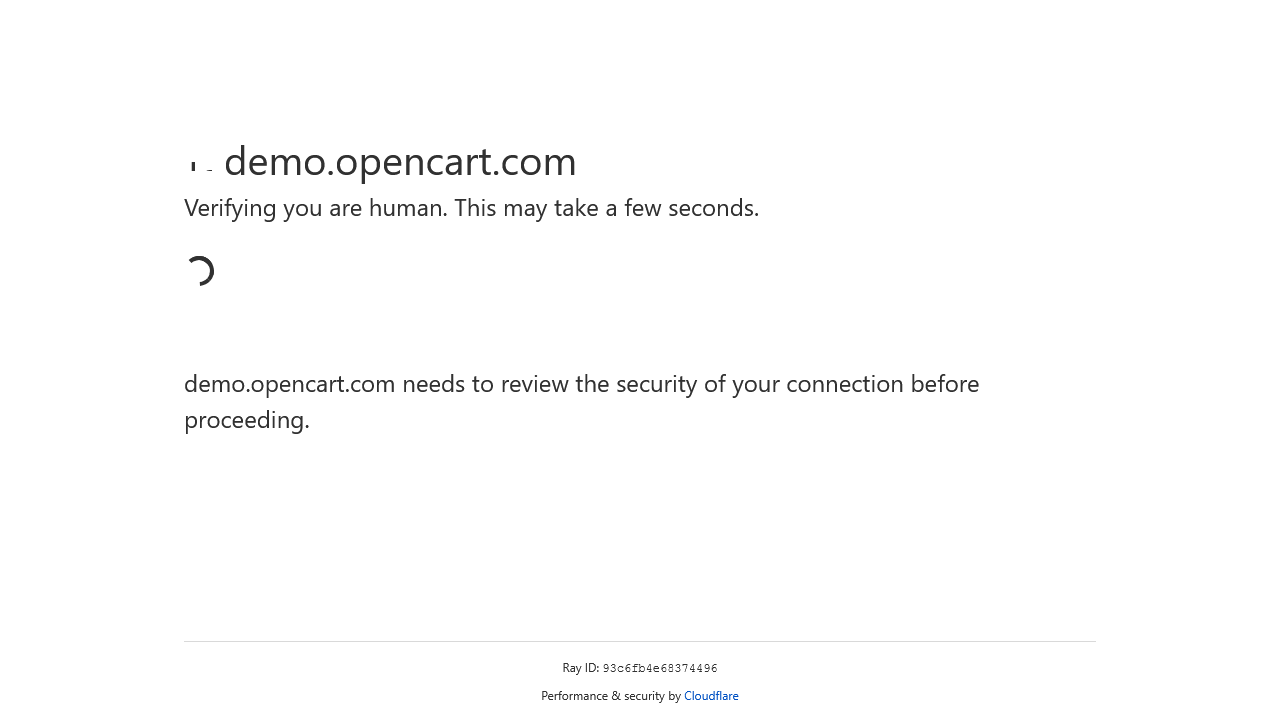 demo.opencart.com
Verifying you are human. This may take a few seconds.
demo.opencart.com needs to review the security of your connection before
proceeding.
Ray ID: 93c6fb4e68374496
Performance & security by Cloudflare